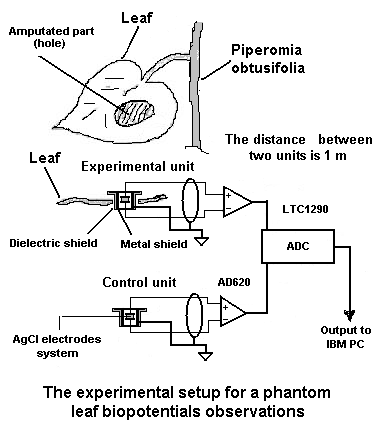 Leaf
Amputated part
(hole)
Piperomia
obtusifolia
The distance between
two units is 1 m
Leaf
Experimental unit
LTC1290
Dielectric shield
Metal shield
ADC
Control unit
AD620
+
−
+
−
AgCl electrodes
system
Output to
IBM PC
The experimental setup for a phantom
leaf biopotentials observations